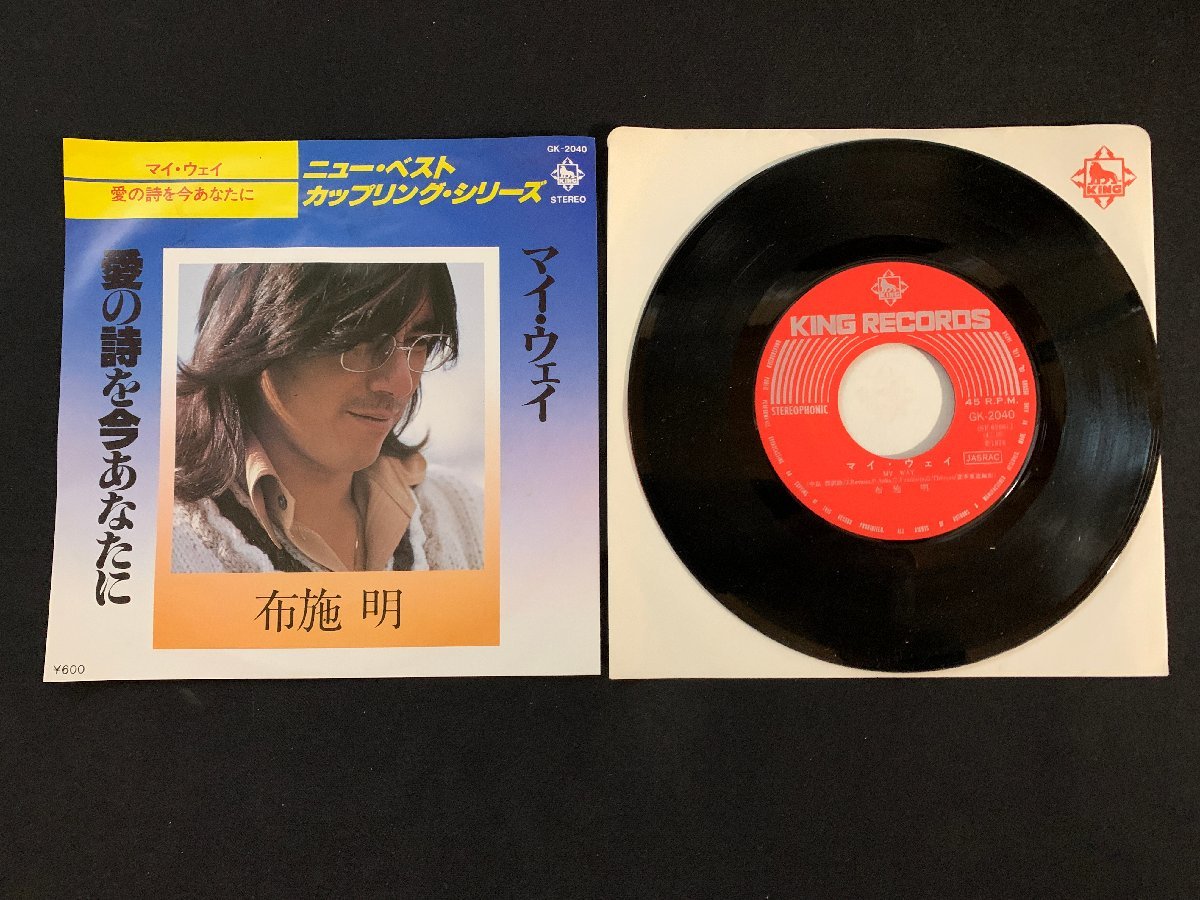 マイ・ウェイ
愛の詩を今あなたに
ニュー・ベスト
カップリング・シリーズ
GK-2040
KING
STEREO
マイ・ウェイ
愛の詩を今あなたに
布施 明
¥600
KING
KING
KING RECORDS
STEREOPHONIC
45 R.P.M.
GK-2040
JASRAC
マイ・ウェイ
MY WAY
布施 明